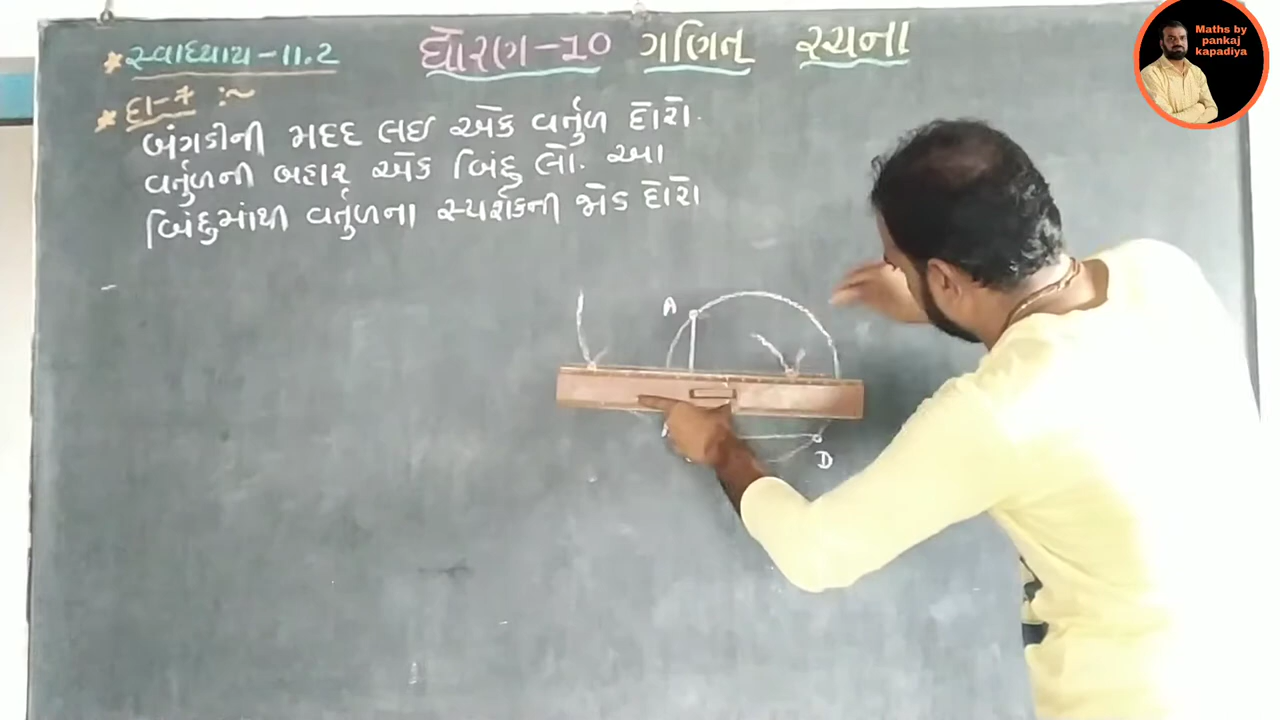 * સ્વાધ્યાય-11.2
ધોરણ-10 ગણિત રચના
Maths by
pankaj
kapadiya
* દા-7 :~
બંગડીની મદદ લઈ એક વર્તુળ દોરો.
વર્તુળની બહાર એક બિંદુ લો. આ
બિંદુમાંથી વર્તુળના સ્પર્શકની જોડ દોરો
A
D